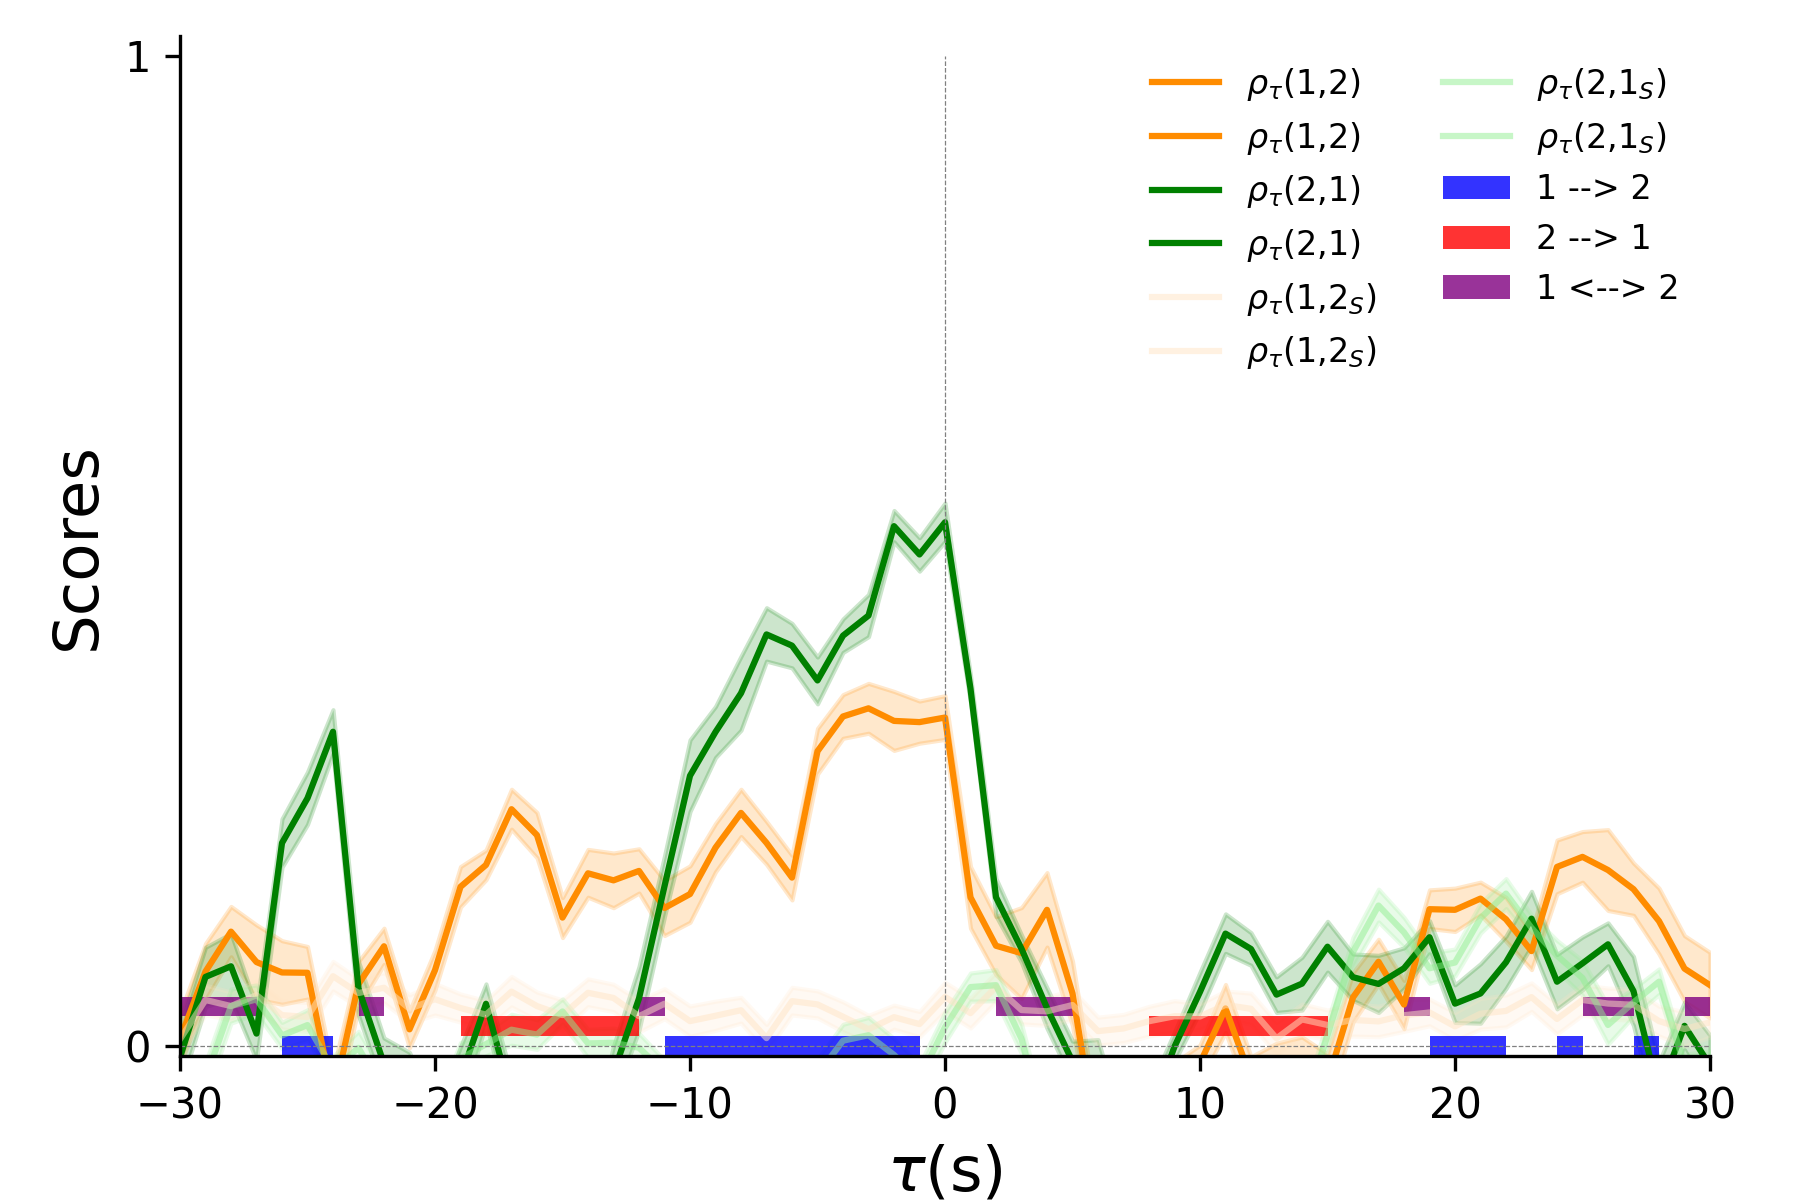 1
ρτ(1,2)
ρτ(1,2)
ρτ(2,1)
ρτ(2,1)
ρτ(1,2S)
ρτ(1,2S)
ρτ(2,1S)
ρτ(2,1S)
1 --> 2
2 --> 1
1 <--> 2
Scores
0
−30 −20 −10 0 10 20 30
τ(s)